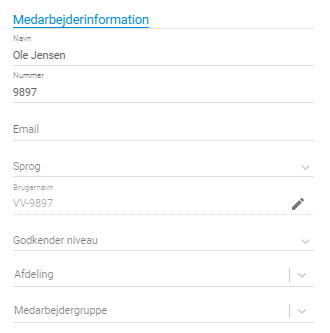 Medarbejderinformation
Navn
Ole Jensen
Nummer
9897
Email
Sprog
Brugernavn
VV-9897
Godkender niveau
Afdeling
Medarbejdergruppe